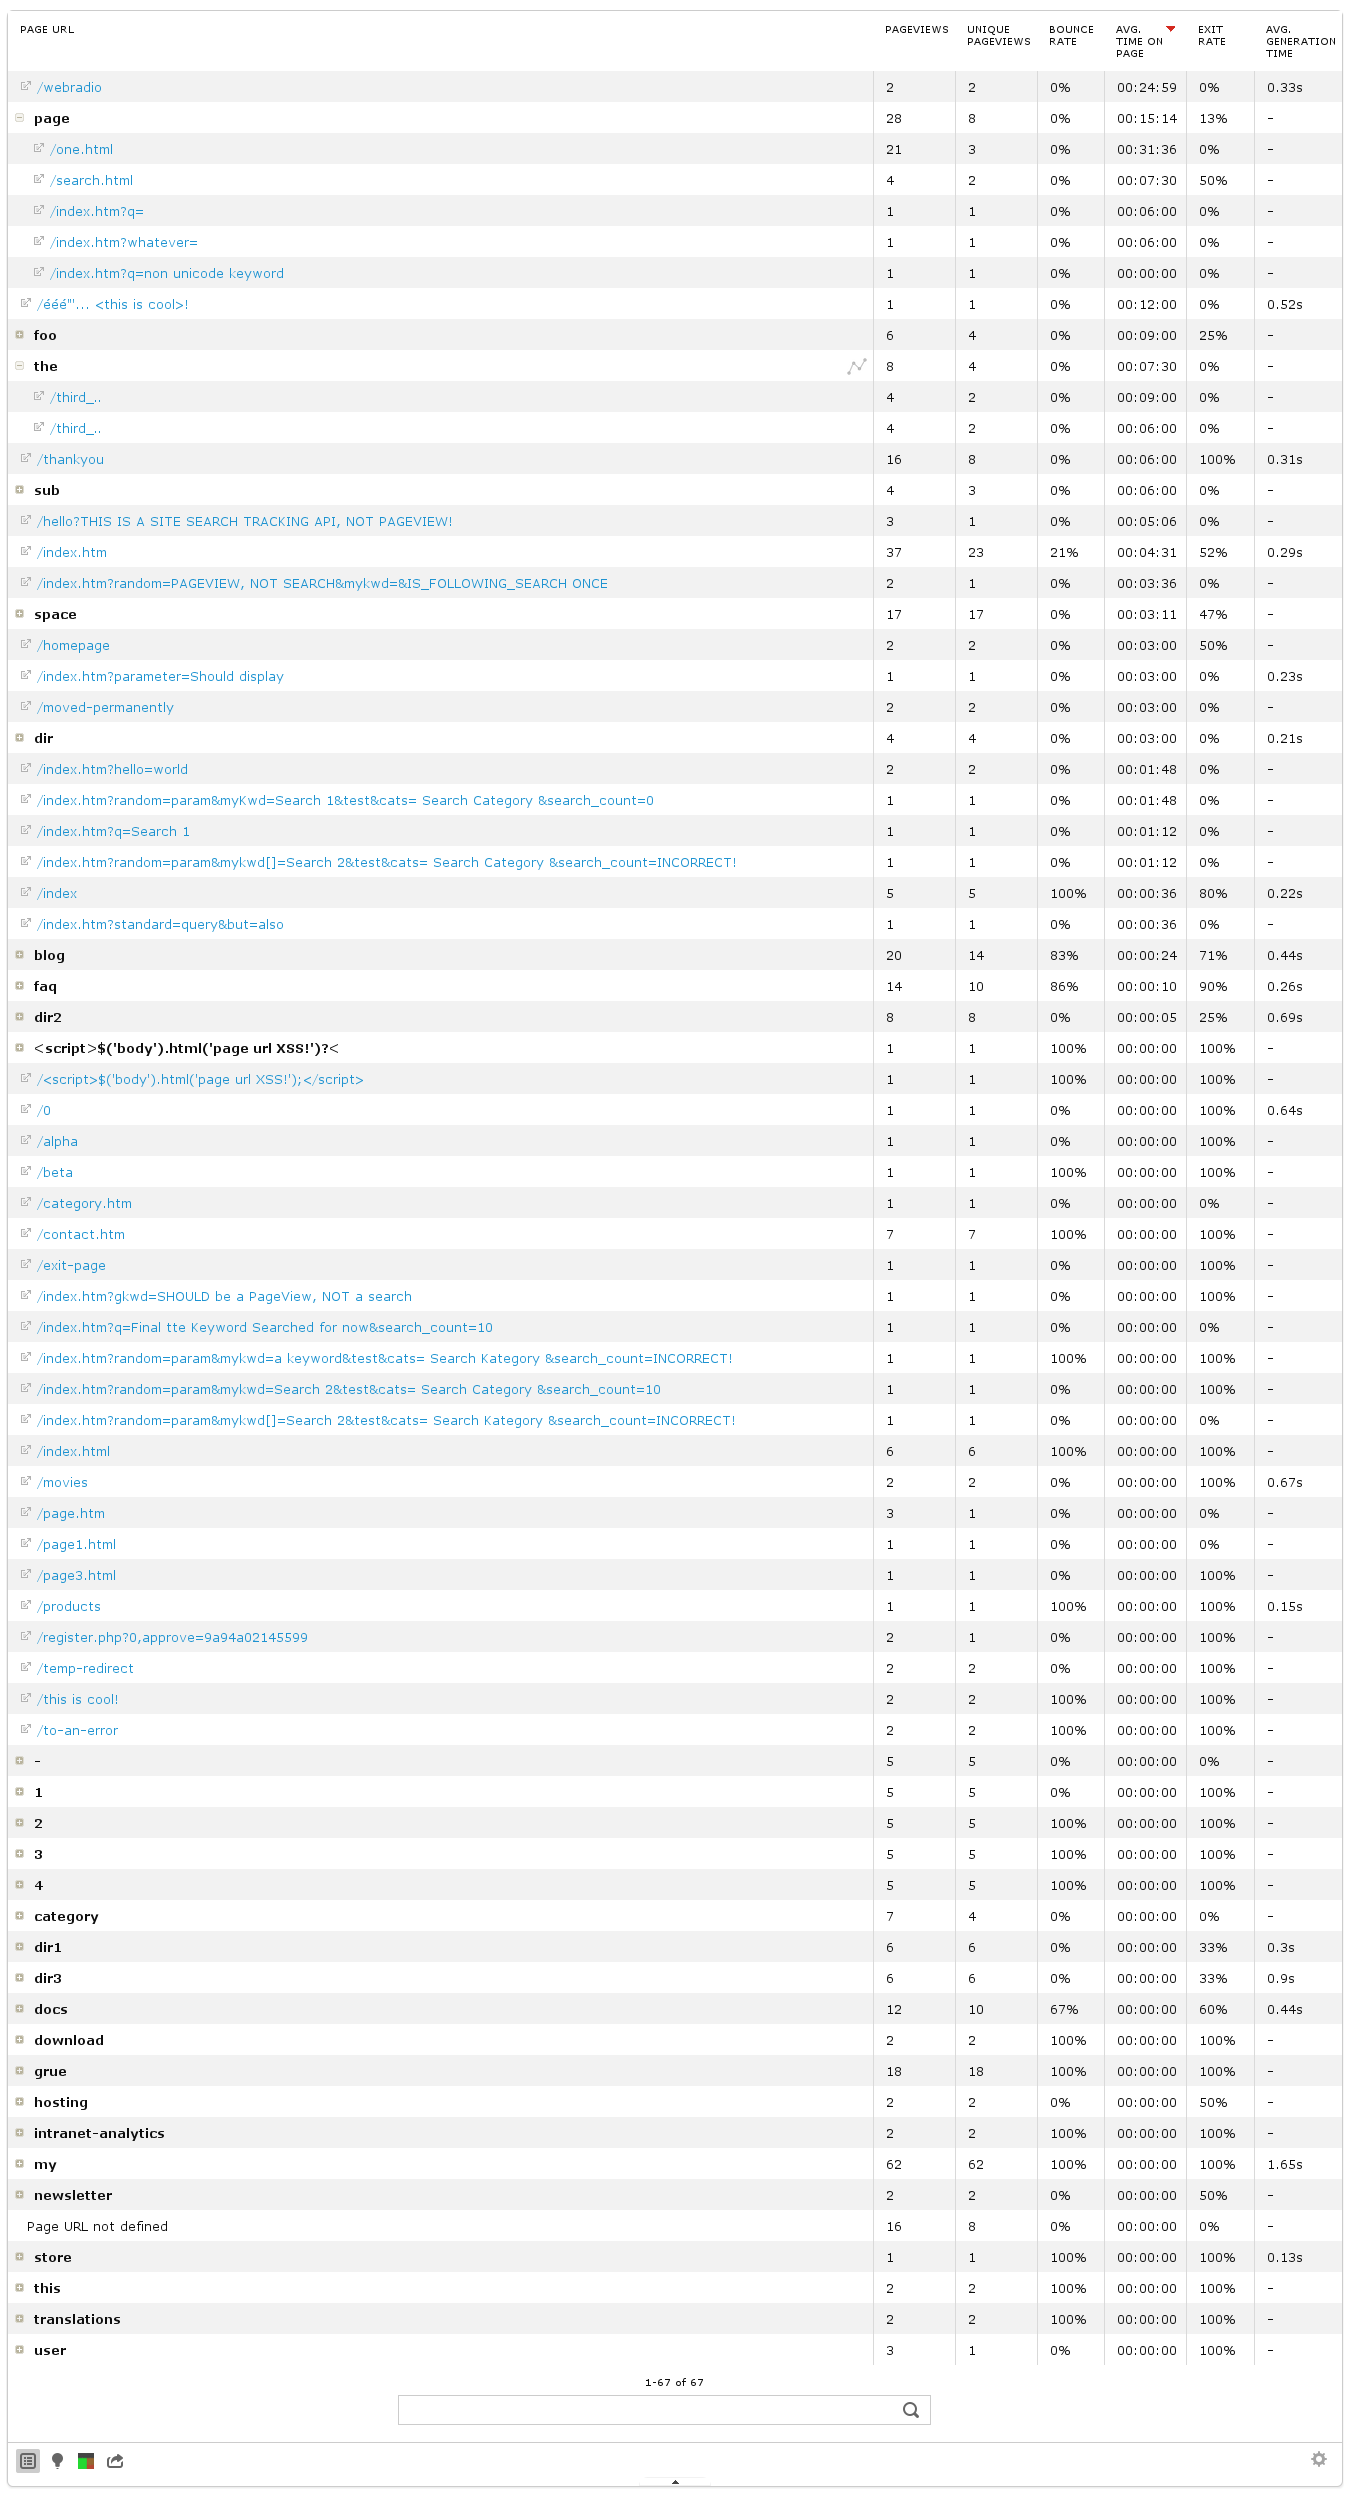 PAGE URL PAGEVIEWS UNIQUE PAGEVIEWS BOUNCE RATE AVG. TIME ON PAGE EXIT RATE AVG. GENERATION TIME
/webradio 2 2 0% 00:24:59 0% 0.33s
page 28 8 0% 00:15:14 13% -
/one.html 21 3 0% 00:31:36 0% -
/search.html 4 2 0% 00:07:30 50% -
/index.htm?q= 1 1 0% 00:06:00 0% -
/index.htm?whatever= 1 1 0% 00:06:00 0% -
/index.htm?q=non unicode keyword 1 1 0% 00:00:00 0% -
/ééé"'... <this is cool>! 1 1 0% 00:12:00 0% 0.52s
foo 6 4 0% 00:09:00 25% -
the 8 4 0% 00:07:30 0% -
/third_.. 4 2 0% 00:09:00 0% -
/third_.. 4 2 0% 00:06:00 0% -
/thankyou 16 8 0% 00:06:00 100% 0.31s
sub 4 3 0% 00:06:00 0% -
/hello?THIS IS A SITE SEARCH TRACKING API, NOT PAGEVIEW! 3 1 0% 00:05:06 0% -
/index.htm 37 23 21% 00:04:31 52% 0.29s
/index.htm?random=PAGEVIEW, NOT SEARCH&mykwd=&IS_FOLLOWING_SEARCH ONCE 2 1 0% 00:03:36 0% -
space 17 17 0% 00:03:11 47% -
/homepage 2 2 0% 00:03:00 50% -
/index.htm?parameter=Should display 1 1 0% 00:03:00 0% 0.23s
/moved-permanently 2 2 0% 00:03:00 0% -
dir 4 4 0% 00:03:00 0% 0.21s
/index.htm?hello=world 2 2 0% 00:01:48 0% -
/index.htm?random=param&myKwd=Search 1&test&cats= Search Category &search_count=0 1 1 0% 00:01:48 0% -
/index.htm?q=Search 1 1 1 0% 00:01:12 0% -
/index.htm?random=param&mykwd[]=Search 2&test&cats= Search Category &search_count=INCORRECT! 1 1 0% 00:01:12 0% -
/index 5 5 100% 00:00:36 80% 0.22s
/index.htm?standard=query&but=also 1 1 0% 00:00:36 0% -
blog 20 14 83% 00:00:24 71% 0.44s
faq 14 10 86% 00:00:10 90% 0.26s
dir2 8 8 0% 00:00:05 25% 0.69s
<script>$('body').html('page url XSS!')?< 1 1 100% 00:00:00 100% -
/<script>$('body').html('page url XSS!');</script> 1 1 100% 00:00:00 100% -
/0 1 1 0% 00:00:00 100% 0.64s
/alpha 1 1 0% 00:00:00 100% -
/beta 1 1 100% 00:00:00 100% -
/category.htm 1 1 0% 00:00:00 0% -
/contact.htm 7 7 100% 00:00:00 100% -
/exit-page 1 1 0% 00:00:00 100% -
/index.htm?gkwd=SHOULD be a PageView, NOT a search 1 1 0% 00:00:00 100% -
/index.htm?q=Final tte Keyword Searched for now&search_count=10 1 1 0% 00:00:00 0% -
/index.htm?random=param&mykwd=a keyword&test&cats= Search Kategory &search_count=INCORRECT! 1 1 100% 00:00:00 100% -
/index.htm?random=param&mykwd=Search 2&test&cats= Search Category &search_count=10 1 1 0% 00:00:00 100% -
/index.htm?random=param&mykwd[]=Search 2&test&cats= Search Kategory &search_count=INCORRECT! 1 1 0% 00:00:00 0% -
/index.html 6 6 100% 00:00:00 100% -
/movies 2 2 0% 00:00:00 100% 0.67s
/page.htm 3 1 0% 00:00:00 0% -
/page1.html 1 1 0% 00:00:00 0% -
/page3.html 1 1 0% 00:00:00 100% -
/products 1 1 100% 00:00:00 100% 0.15s
/register.php?0,approve=9a94a02145599 2 1 0% 00:00:00 100% -
/temp-redirect 2 2 0% 00:00:00 100% -
/this is cool! 2 2 100% 00:00:00 100% -
/to-an-error 2 2 100% 00:00:00 100% -
- 5 5 0% 00:00:00 0% -
1 5 5 0% 00:00:00 100% -
2 5 5 100% 00:00:00 100% -
3 5 5 100% 00:00:00 100% -
4 5 5 100% 00:00:00 100% -
category 7 4 0% 00:00:00 0% -
dir1 6 6 0% 00:00:00 33% 0.3s
dir3 6 6 0% 00:00:00 33% 0.9s
docs 12 10 67% 00:00:00 60% 0.44s
download 2 2 100% 00:00:00 100% -
grue 18 18 100% 00:00:00 100% -
hosting 2 2 0% 00:00:00 50% -
intranet-analytics 2 2 100% 00:00:00 100% -
my 62 62 100% 00:00:00 100% 1.65s
newsletter 2 2 0% 00:00:00 50% -
Page URL not defined 16 8 0% 00:00:00 0% -
store 1 1 100% 00:00:00 100% 0.13s
this 2 2 100% 00:00:00 100% -
translations 2 2 100% 00:00:00 100% -
user 3 1 0% 00:00:00 100% -
1-67 of 67